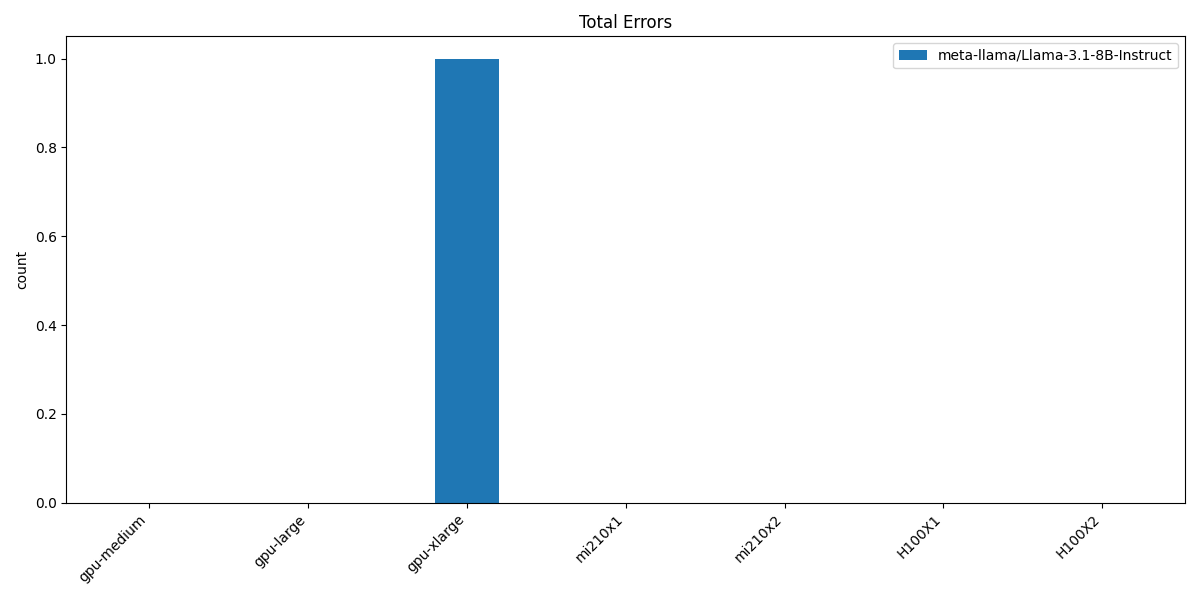 Total Errors
meta-llama/Llama-3.1-8B-Instruct
count
1.0
0.8
0.6
0.4
0.2
0.0
gpu-medium
gpu-large
gpu-xlarge
mi210x1
mi210x2
H100X1
H100X2